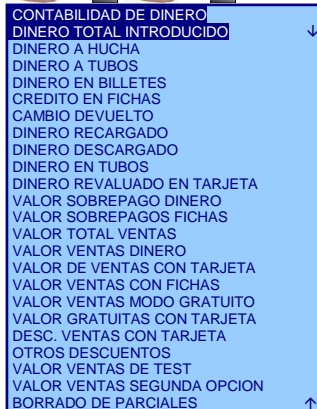 CONTABILIDAD DE DINERO
DINERO TOTAL INTRODUCIDO
DINERO A HUCHA
DINERO A TUBOS
DINERO EN BILLETES
CREDITO EN FICHAS
CAMBIO DEVUELTO
DINERO RECARGADO
DINERO DESCARGADO
DINERO EN TUBOS
DINERO REVALUADO EN TARJETA
VALOR SOBREPAGO DINERO
VALOR SOBREPAGOS FICHAS
VALOR TOTAL VENTAS
VALOR VENTAS DINERO
VALOR DE VENTAS CON TARJETA
VALOR VENTAS CON FICHAS
VALOR VENTAS MODO GRATUITO
VALOR GRATUITAS CON TARJETA
DESC. VENTAS CON TARJETA
OTROS DESCUENTOS
VALOR VENTAS DE TEST
VALOR VENTAS SEGUNDA OPCION
BORRADO DE PARCIALES